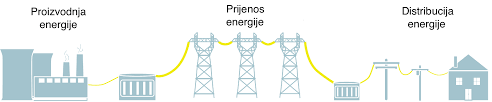 Proizvodnja
energije
Prijenos
energije
Distribucija
energije